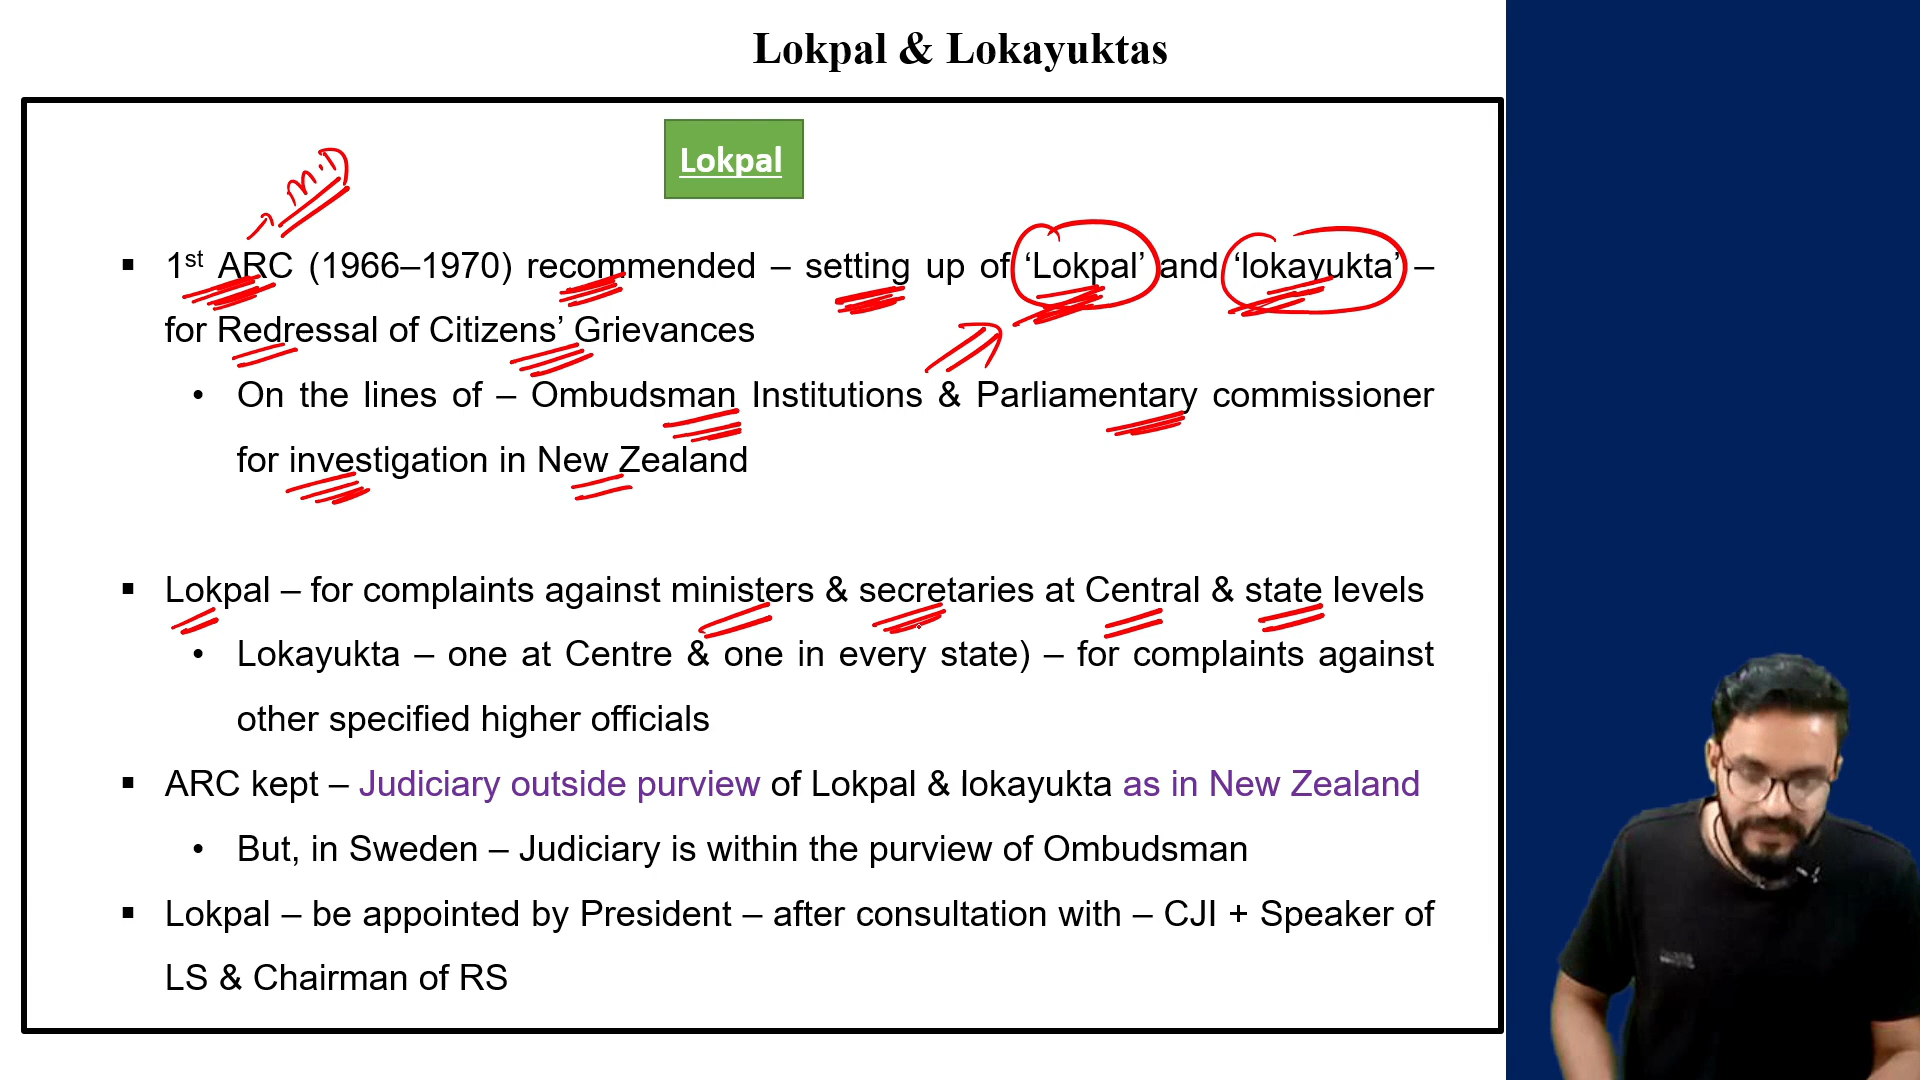 Lokpal & Lokayuktas
Lokpal
▪ 1st ARC (1966–1970) recommended – setting up of ‘Lokpal’ and ‘lokayukta’ –
for Redressal of Citizens’ Grievances
• On the lines of – Ombudsman Institutions & Parliamentary commissioner
for investigation in New Zealand
▪ Lokpal – for complaints against ministers & secretaries at Central & state levels
• Lokayukta – one at Centre & one in every state) – for complaints against
other specified higher officials
▪ ARC kept – Judiciary outside purview of Lokpal & lokayukta as in New Zealand
• But, in Sweden – Judiciary is within the purview of Ombudsman
▪ Lokpal – be appointed by President – after consultation with – CJI + Speaker of
LS & Chairman of RS